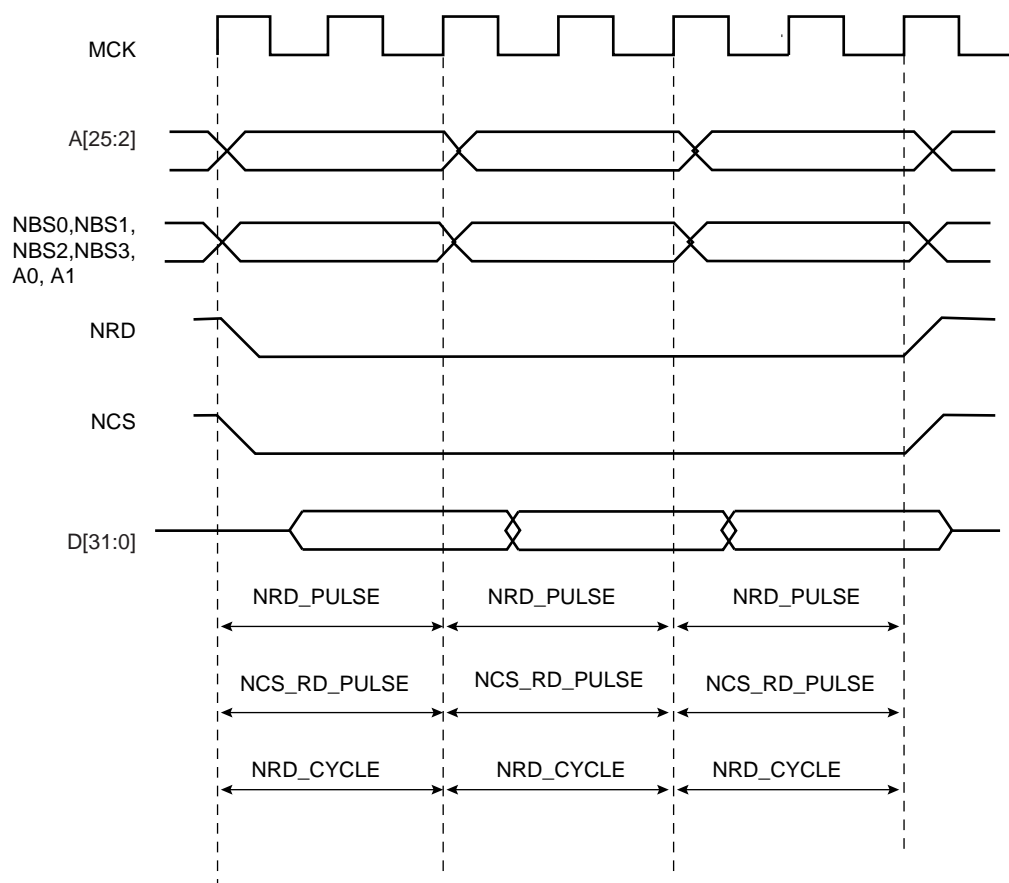 MCK
A[25:2]
NBS0,NBS1,
NBS2,NBS3,
A0, A1
NRD
NCS
D[31:0]
NRD_PULSE NRD_PULSE NRD_PULSE
NCS_RD_PULSE NCS_RD_PULSE NCS_RD_PULSE
NRD_CYCLE NRD_CYCLE NRD_CYCLE